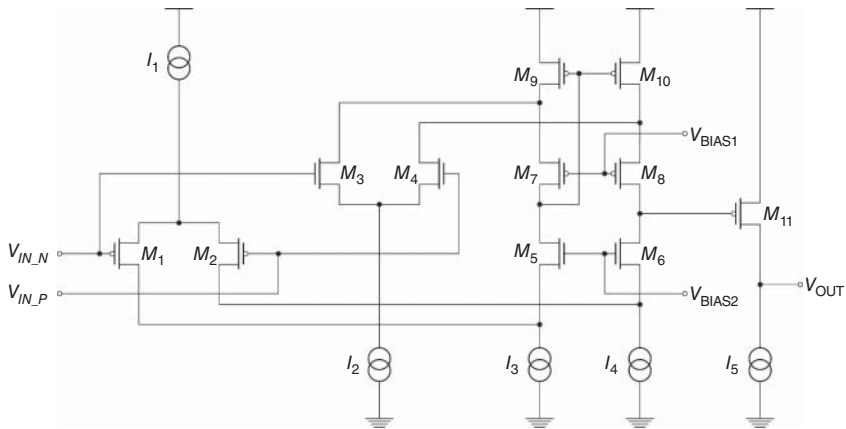 I1
M9
M10
VBIAS1
M3
M4
M7
M8
M11
VIN_N
M1
M2
M5
M6
VIN_P
VBIAS2
VOUT
I2
I3
I4
I5